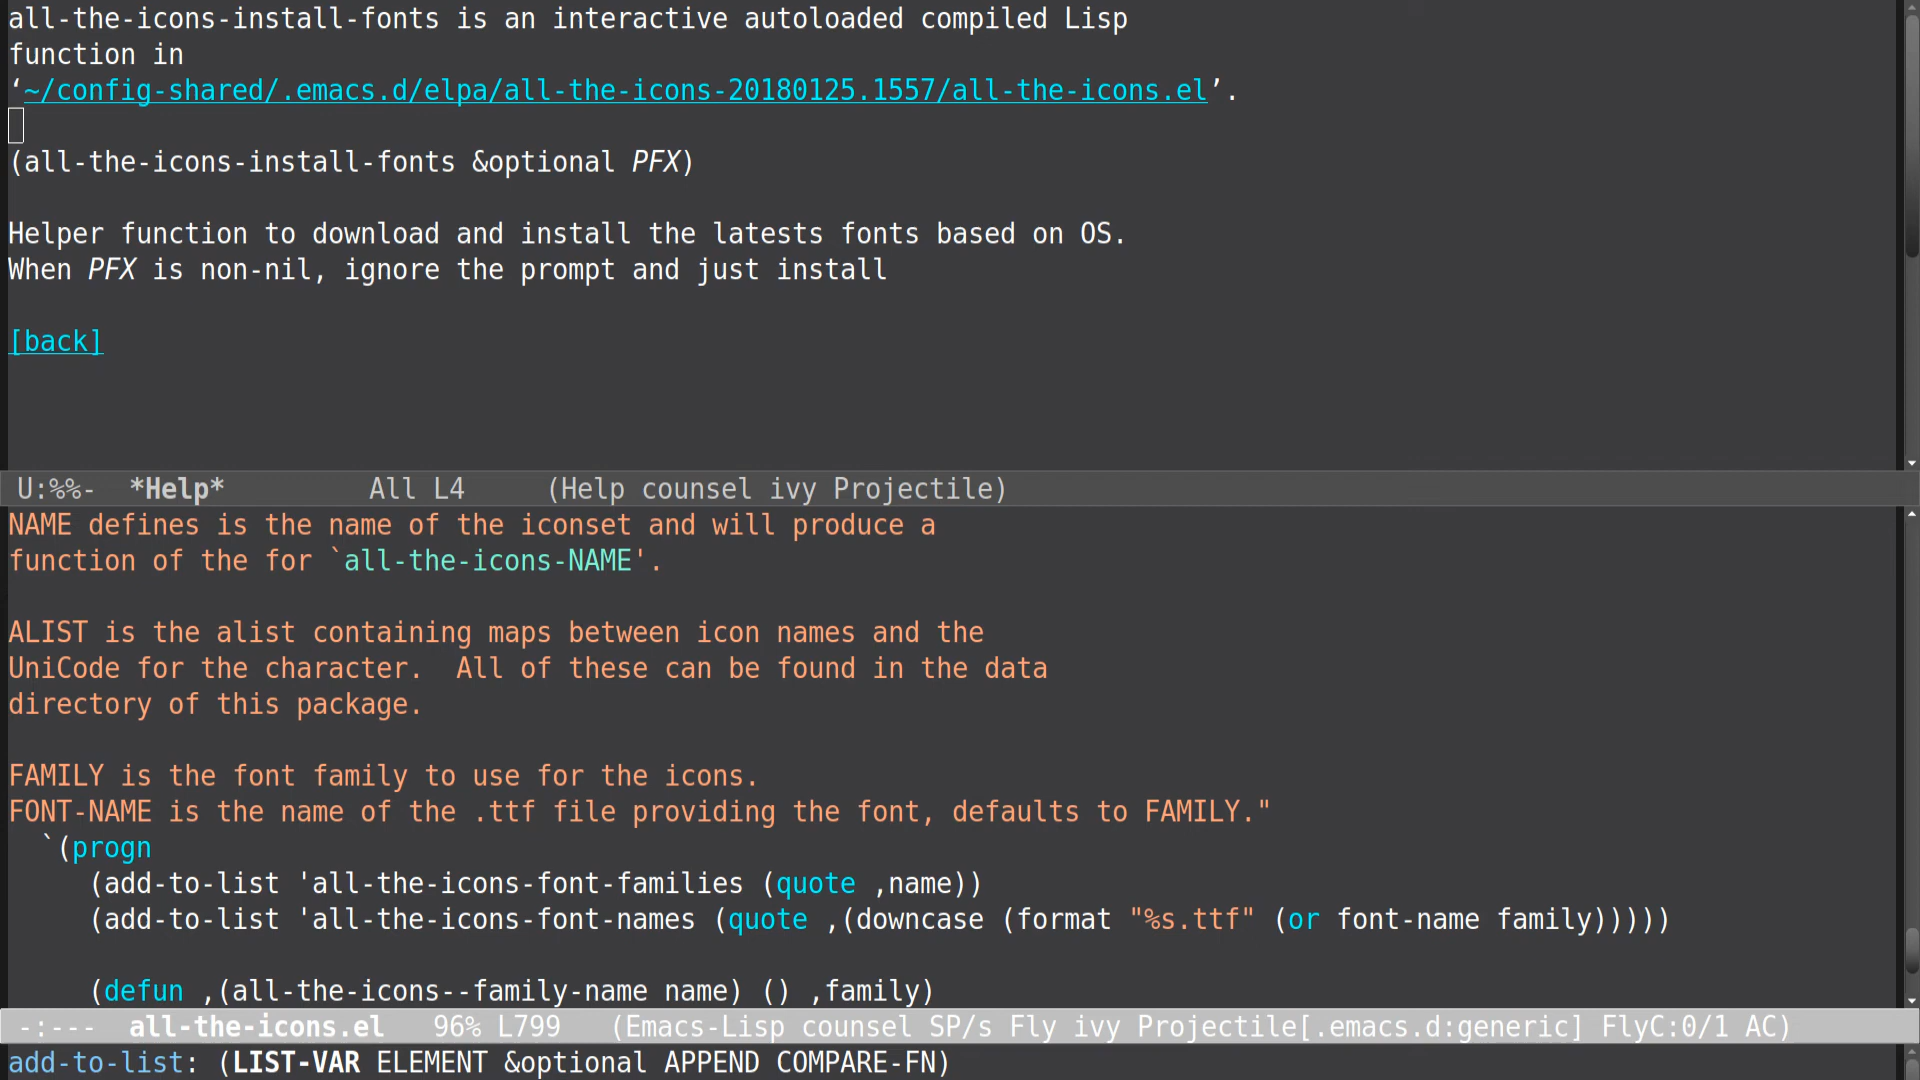 all-the-icons-install-fonts is an interactive autoloaded compiled Lisp
function in
‘~/config-shared/.emacs.d/elpa/all-the-icons-20180125.1557/all-the-icons.el’.
(all-the-icons-install-fonts &optional PFX)
Helper function to download and install the latests fonts based on OS.
When PFX is non-nil, ignore the prompt and just install
[back]
U:%%-  *Help*         All L4     (Help counsel ivy Projectile)
NAME defines is the name of the iconset and will produce a
function of the for `all-the-icons-NAME'.
ALIST is the alist containing maps between icon names and the
UniCode for the character.  All of these can be found in the data
directory of this package.
FAMILY is the font family to use for the icons.
FONT-NAME is the name of the .ttf file providing the font, defaults to FAMILY."
  `(progn
     (add-to-list 'all-the-icons-font-families (quote ,name))
     (add-to-list 'all-the-icons-font-names (quote ,(downcase (format "%s.ttf" (or font-name family)))))
     (defun ,(all-the-icons--family-name name) () ,family)
-:---  all-the-icons.el   96% L799   (Emacs-Lisp counsel SP/s Fly ivy Projectile[.emacs.d:generic] FlyC:0/1 AC)
add-to-list: (LIST-VAR ELEMENT &optional APPEND COMPARE-FN)